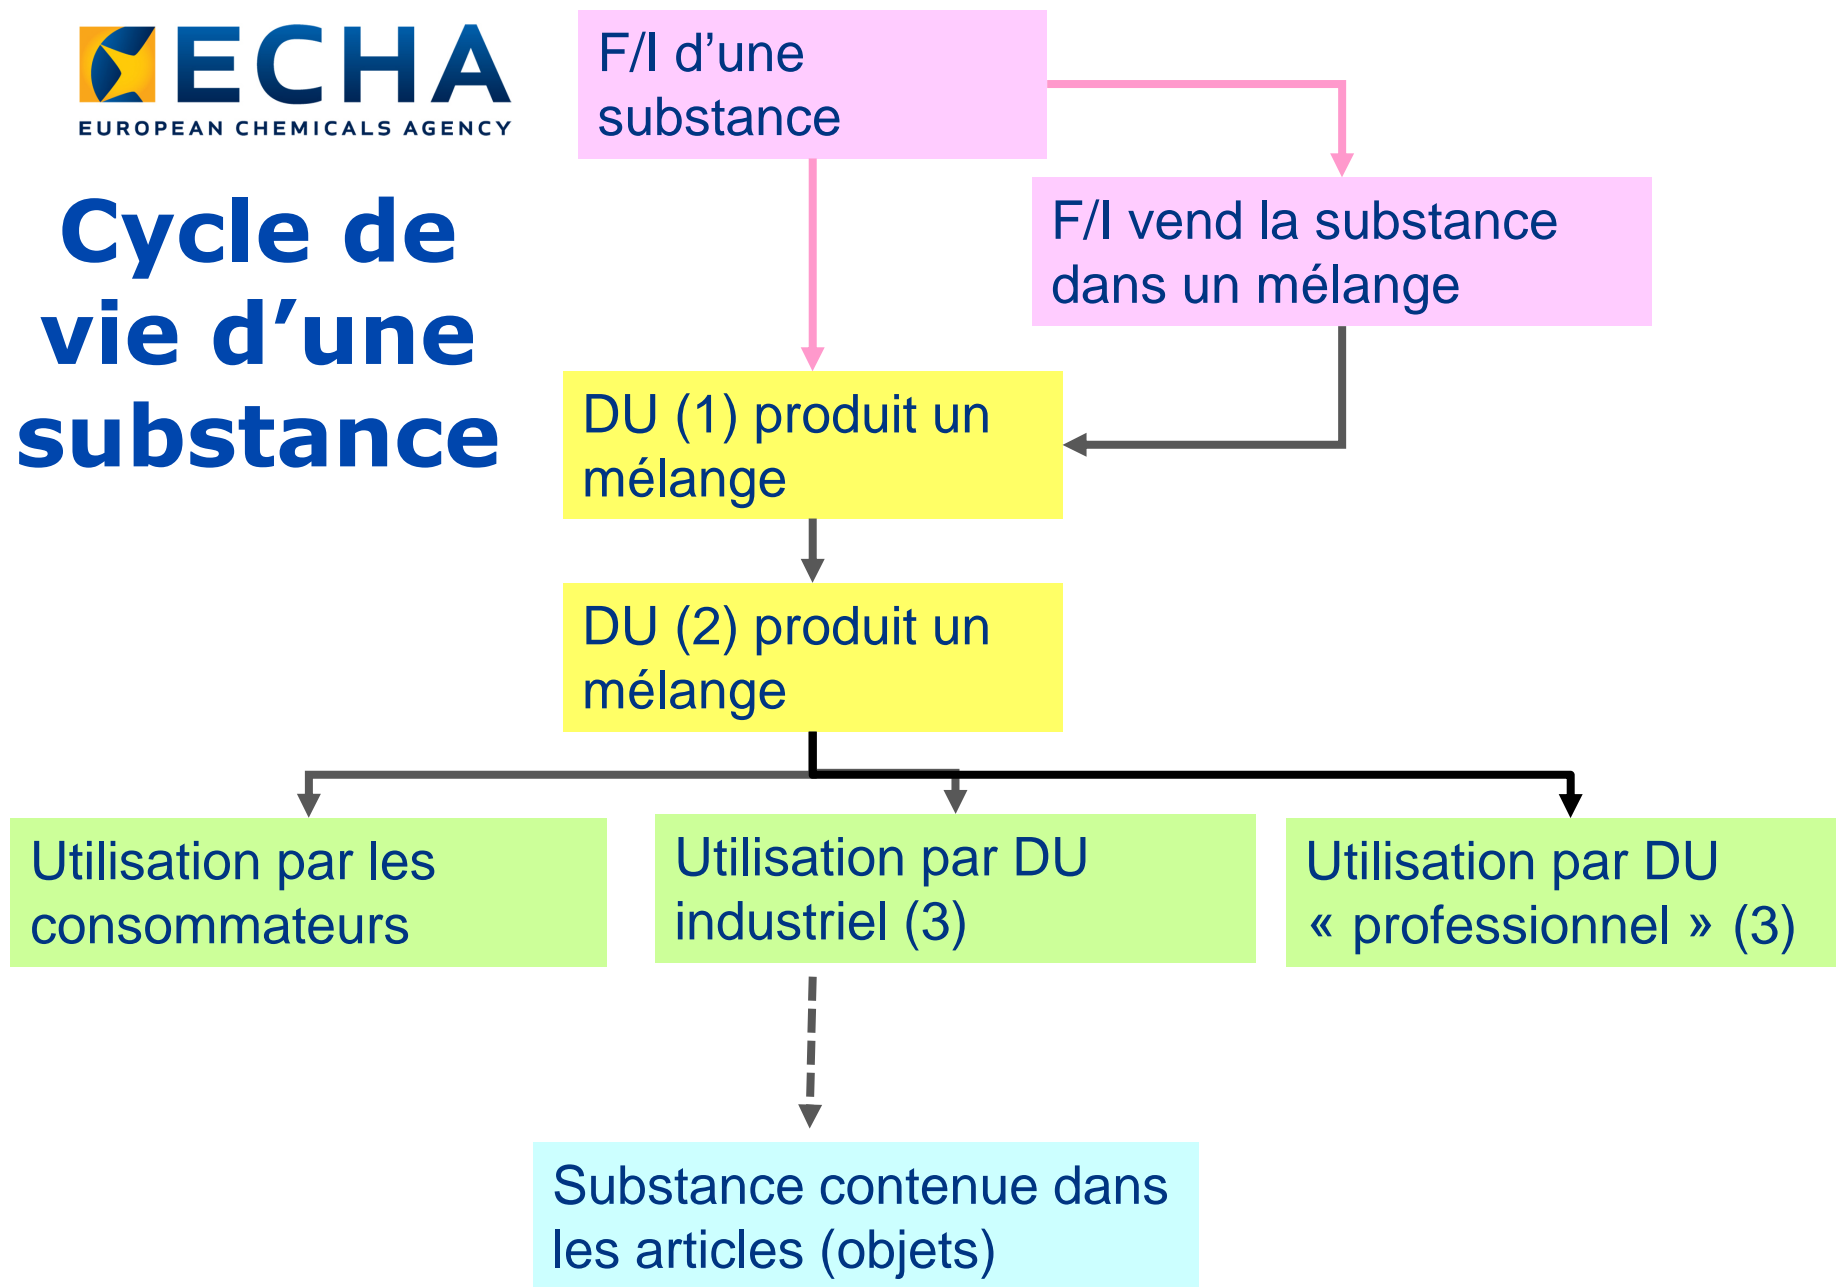 ECHA
EUROPEAN CHEMICALS AGENCY
Cycle de
vie d’une
substance
F/I d’une
substance
F/I vend la substance
dans un mélange
DU (1) produit un
mélange
DU (2) produit un
mélange
Utilisation par les
consommateurs
Utilisation par DU
industriel (3)
Utilisation par DU
« professionnel » (3)
Substance contenue dans
les articles (objets)